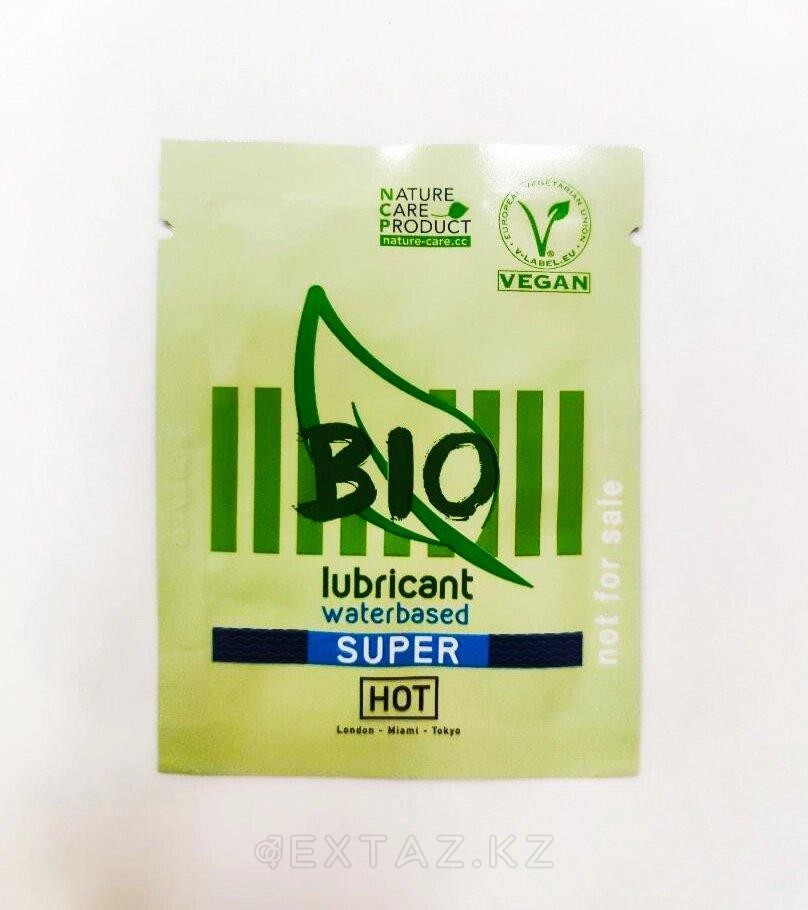 NATURE
CARE
PRODUCT
nature-care.cc
EUROPEAN VEGETARIAN UNION
V-LABEL.EU
VEGAN
BIO
lubricant
waterbased
SUPER
HOT
London - Miami - Tokyo
not for sale
EXTAZ.KZ